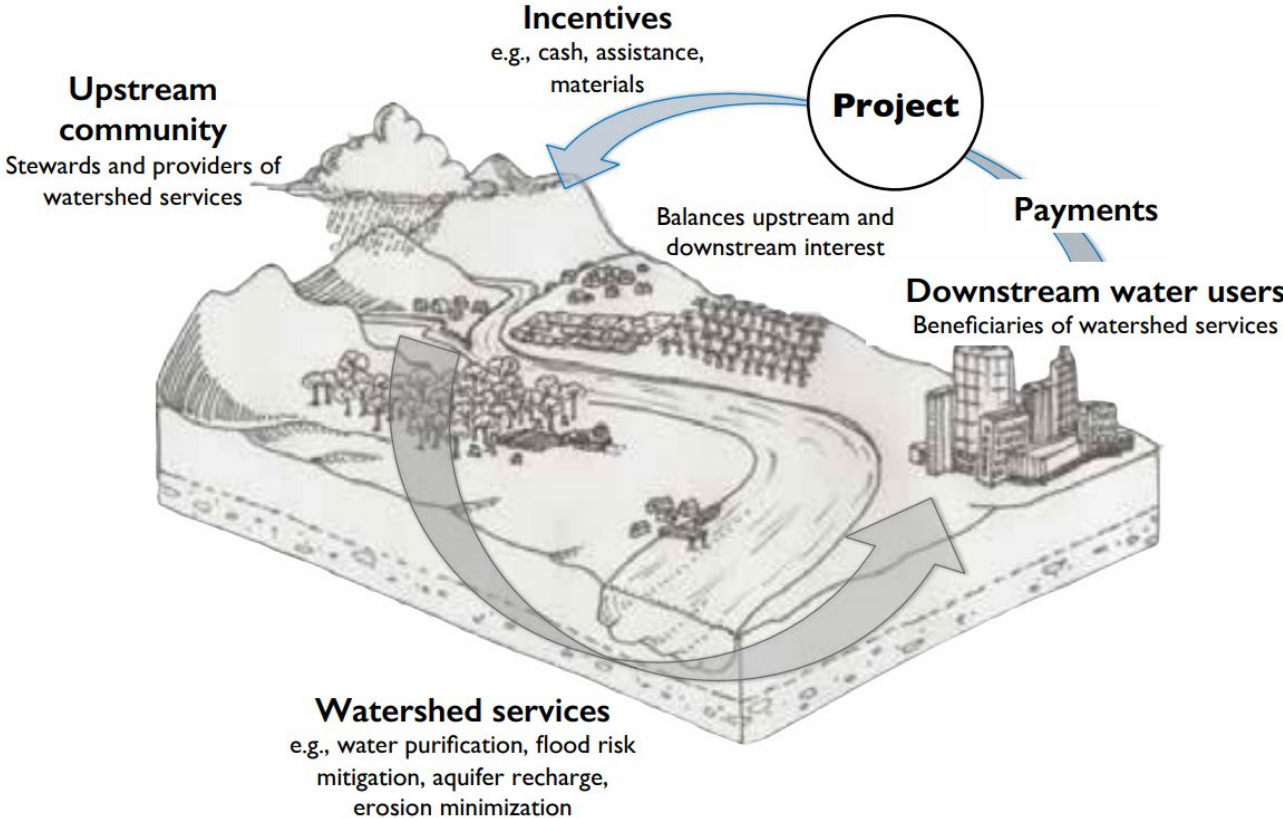 Incentives
e.g., cash, assistance,
materials
Project
Upstream
community
Stewards and providers of
watershed services
Balances upstream and
downstream interest
Payments
Downstream water users
Beneficiaries of watershed services
Watershed services
e.g., water purification, flood risk
mitigation, aquifer recharge,
erosion minimization